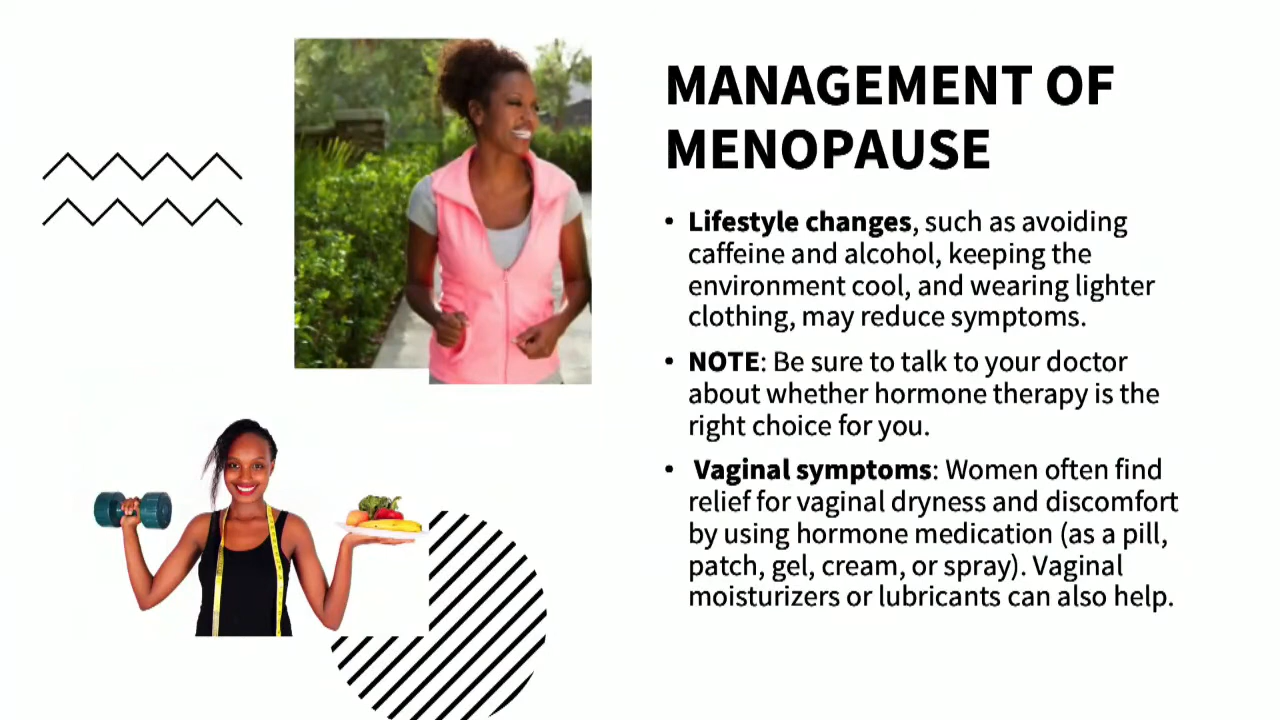 MANAGEMENT OF
MENOPAUSE
• Lifestyle changes, such as avoiding
caffeine and alcohol, keeping the
environment cool, and wearing lighter
clothing, may reduce symptoms.
• NOTE: Be sure to talk to your doctor
about whether hormone therapy is the
right choice for you.
• Vaginal symptoms: Women often find
relief for vaginal dryness and discomfort
by using hormone medication (as a pill,
patch, gel, cream, or spray). Vaginal
moisturizers or lubricants can also help.